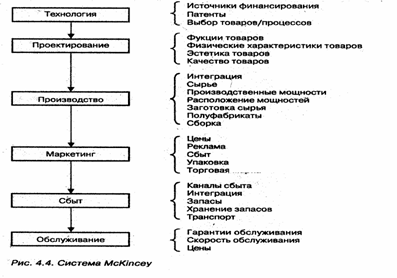 Технология
Источники финансирования
Патенты
Выбор товаров/процессов
Проектирование
Фукции товаров
Физические характеристики товаров
Эстетика товаров
Качество товаров
Производство
Интеграция
Сырье
Производственные мощности
Расположение мощностей
Заготовка сырья
Полуфабрикаты
Сборка
Маркетинг
Цены
Реклама
Сбыт
Упаковка
Торговая
Сбыт
Каналы сбыта
Интеграция
Запасы
Хранение запасов
Транспорт
Обслуживание
Гарантии обслуживания
Скорость обслуживания
Цены
Рис. 4.4. Система McKincey